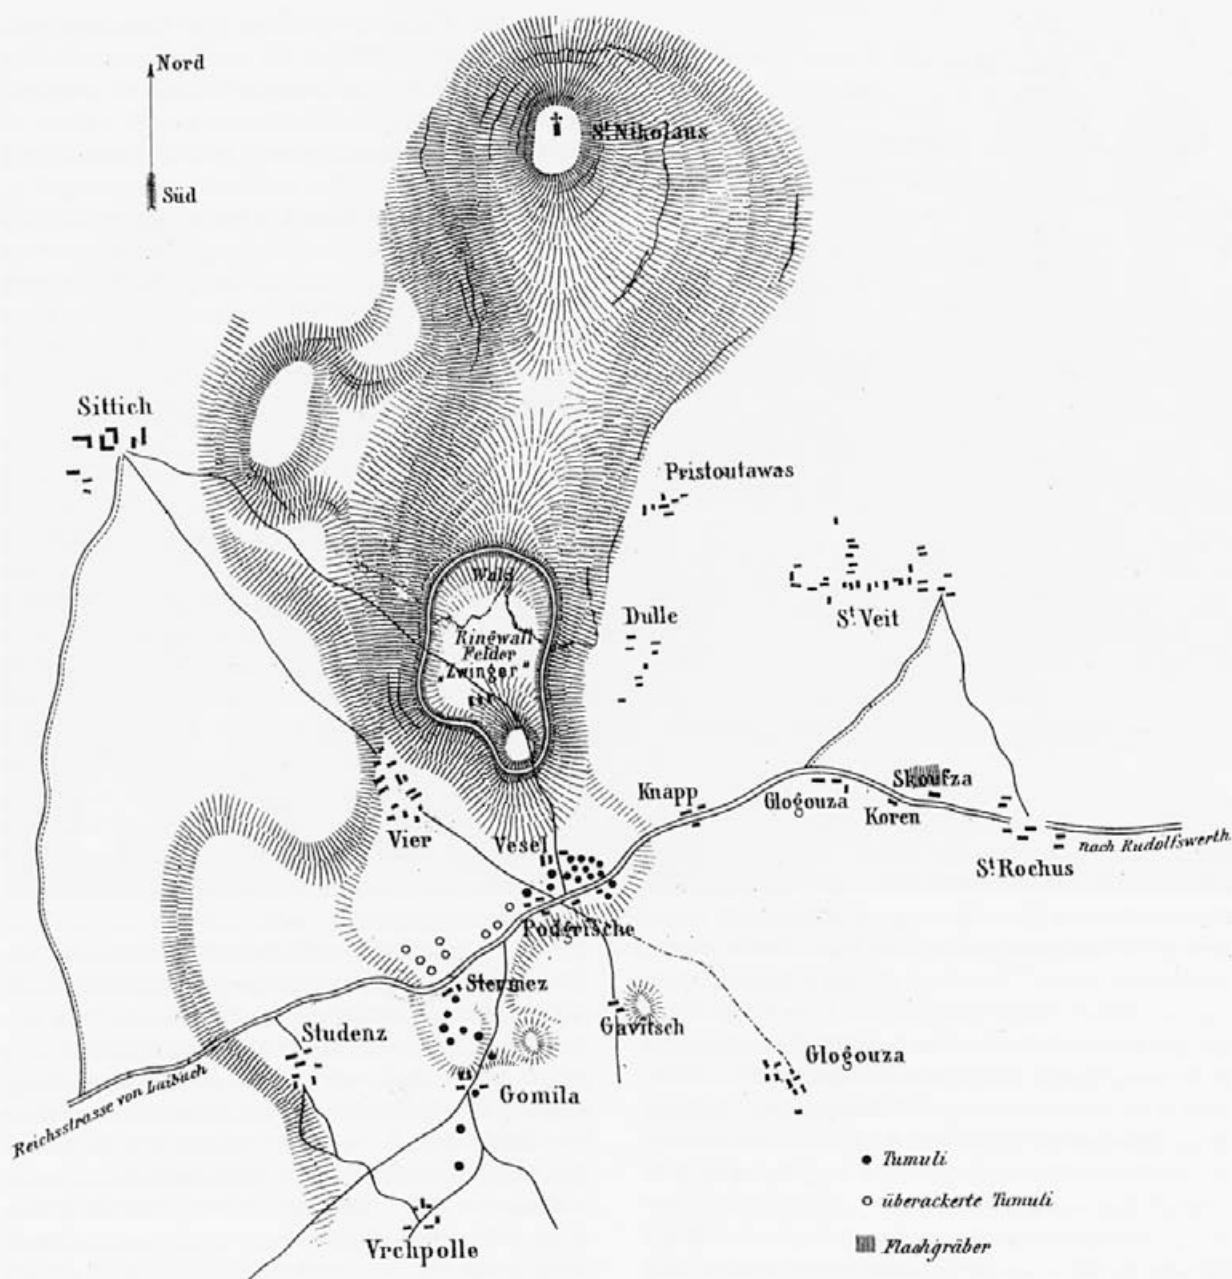 Nord
Süd
St. Nikolaus
Sittich
Pristoutawas
Wald
Ringwall
Felder
Zwinger
Dulle
St. Veit
Knapp
Glogouza
Koren
Skoufza
St. Rochus
nach Rudolfswerth
Vier
Vesel
Podgrische
Stermez
Gavitsch
Glogouza
Studenz
Gomila
Reichsstrasse von Laibach
Vrchpolle
Tumuli
überackerte Tumuli
Flachgräber